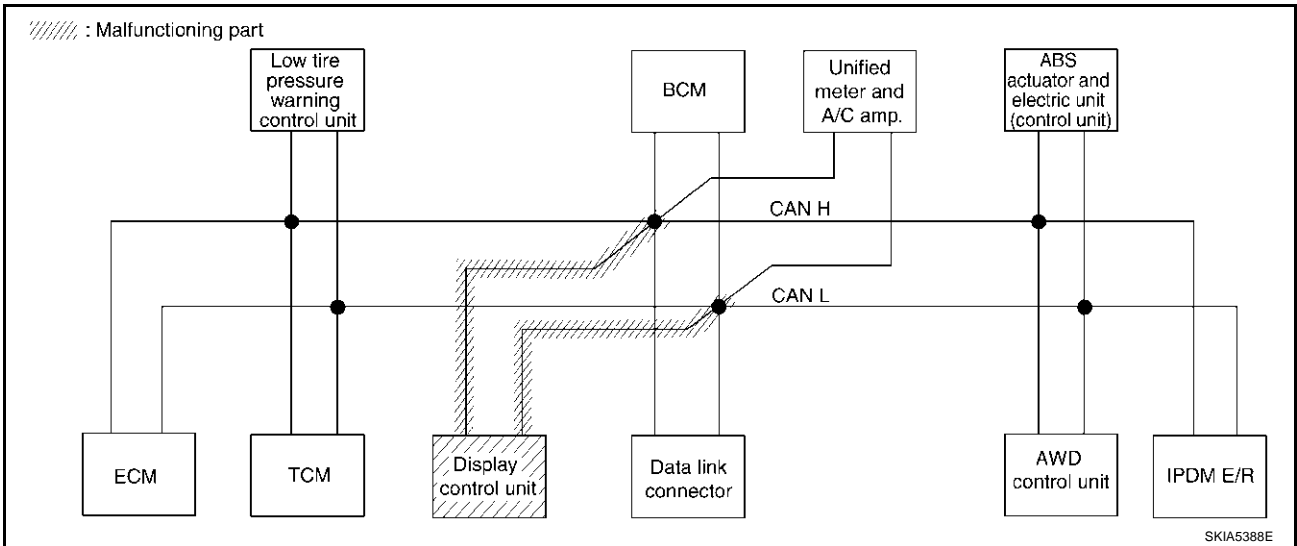 : Malfunctioning part
Low tire
pressure
warning
control unit
BCM
Unified
meter and
A/C amp.
ABS
actuator and
electric unit
(control unit)
CAN H
CAN L
ECM
TCM
Display
control unit
Data link
connector
AWD
control unit
IPDM E/R
SKIA5388E